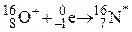 ¹⁶₈O⁺ + ⁰₋₁e → ¹⁶₇N*